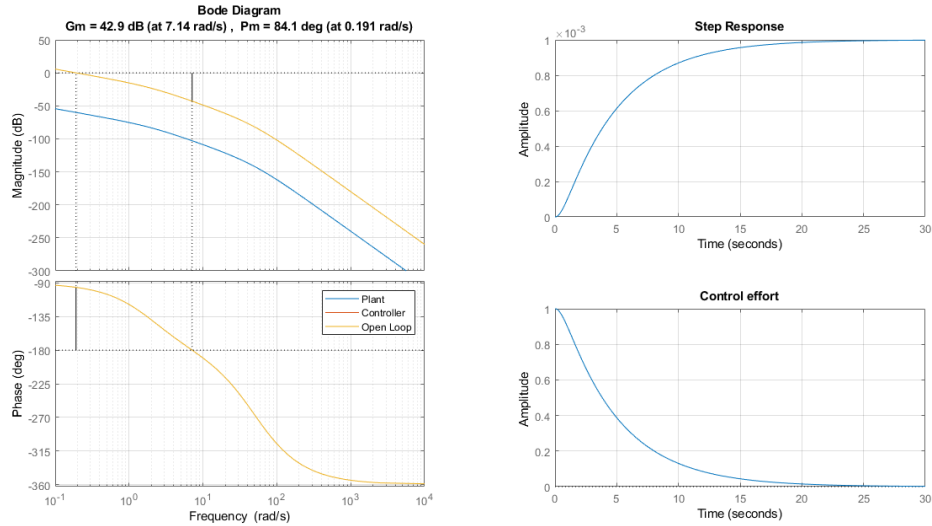 Bode Diagram
Gm = 42.9 dB (at 7.14 rad/s) ,  Pm = 84.1 deg (at 0.191 rad/s)
50
0
-50
-100
-150
-200
-250
-300
Magnitude (dB)
-90
-135
-180
-225
-270
-315
-360
Phase (deg)
Plant
Controller
Open Loop
10^-1
10^0
10^1
10^2
10^3
10^4
Frequency (rad/s)
Step Response
× 10^-3
1
0.8
0.6
0.4
0.2
0
Amplitude
0 5 10 15 20 25 30
Time (seconds)
Control effort
1
0.8
0.6
0.4
0.2
0
Amplitude
0 5 10 15 20 25 30
Time (seconds)